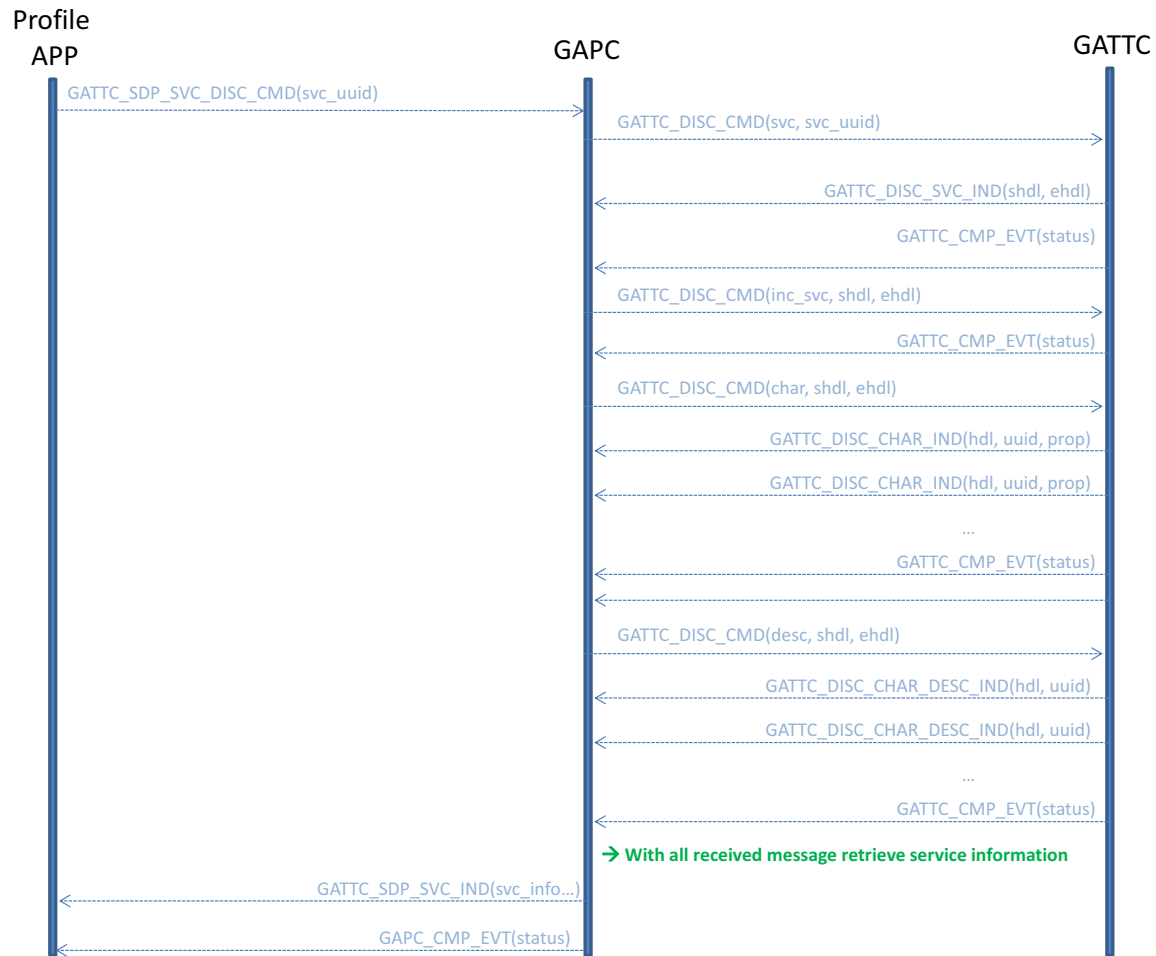 Profile
APP
GAPC
GATTC
GATTC_SDP_SVC_DISC_CMD(svc_uuid)
GATTC_DISC_CMD(svc, svc_uuid)
GATTC_DISC_SVC_IND(shdl, ehdl)
GATTC_CMP_EVT(status)
GATTC_DISC_CMD(inc_svc, shdl, ehdl)
GATTC_CMP_EVT(status)
GATTC_DISC_CMD(char, shdl, ehdl)
GATTC_DISC_CHAR_IND(hdl, uuid, prop)
GATTC_DISC_CHAR_IND(hdl, uuid, prop)
...
GATTC_CMP_EVT(status)
GATTC_DISC_CMD(desc, shdl, ehdl)
GATTC_DISC_CHAR_DESC_IND(hdl, uuid)
GATTC_DISC_CHAR_DESC_IND(hdl, uuid)
...
GATTC_CMP_EVT(status)
→ With all received message retrieve service information
GATTC_SDP_SVC_IND(svc_info...)
GAPC_CMP_EVT(status)